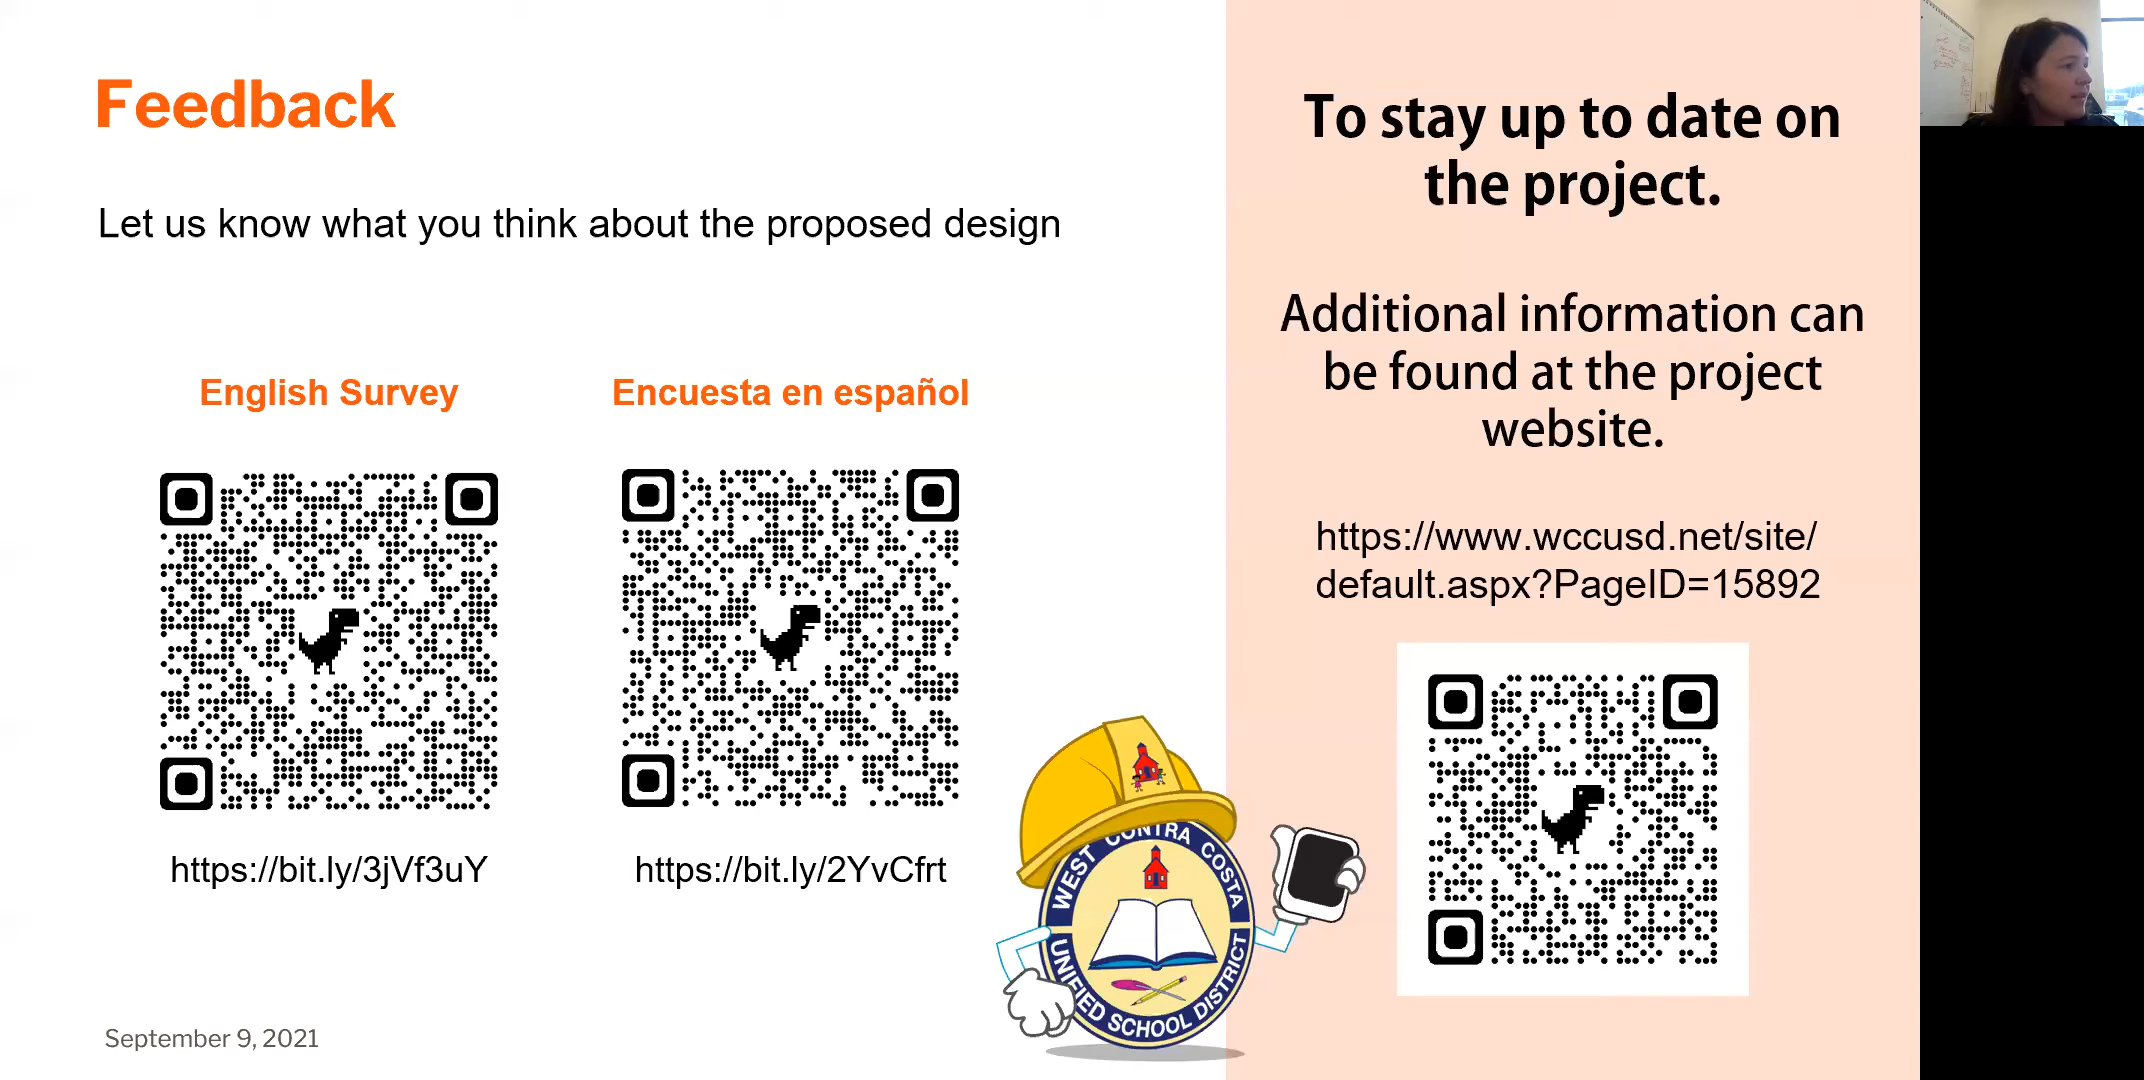 Feedback
Let us know what you think about the proposed design
English Survey
Encuesta en español
https://bit.ly/3jVf3uY
https://bit.ly/2YvCfrt
September 9, 2021
WEST CONTRA COSTA
UNIFIED SCHOOL DISTRICT
To stay up to date on
the project.
Additional information can
be found at the project
website.
https://www.wccusd.net/site/
default.aspx?PageID=15892